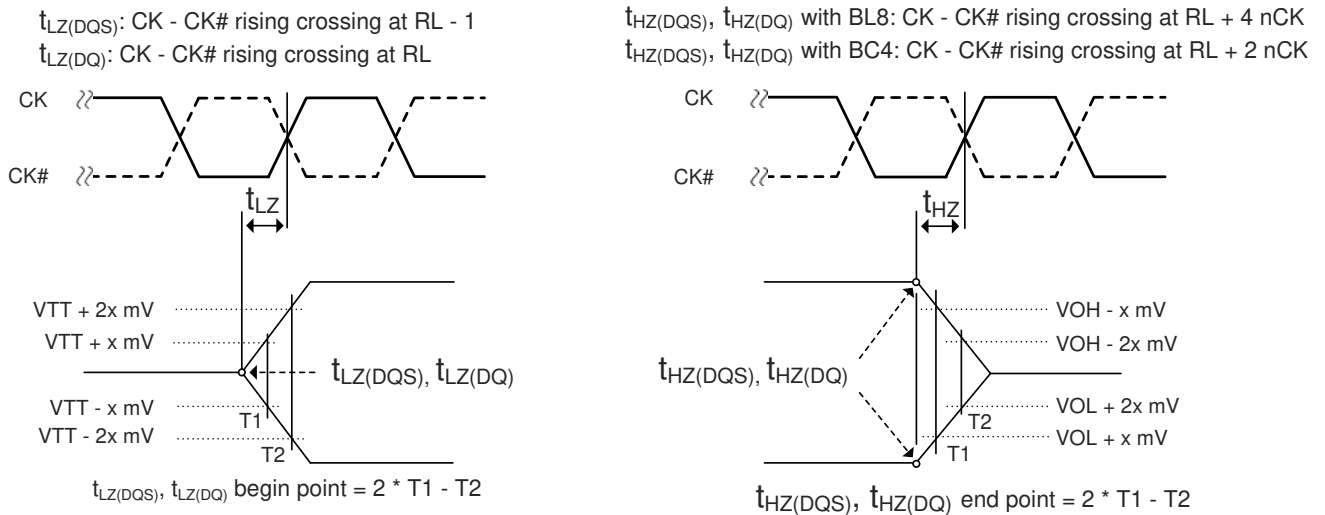 tLZ(DQS): CK - CK# rising crossing at RL - 1
tLZ(DQ): CK - CK# rising crossing at RL
CK
CK#
tLZ
VTT + 2x mV
VTT + x mV
tLZ(DQS), tLZ(DQ)
VTT - x mV
T1
VTT - 2x mV
T2
tLZ(DQS), tLZ(DQ) begin point = 2 * T1 - T2
tHZ(DQS), tHZ(DQ) with BL8: CK - CK# rising crossing at RL + 4 nCK
tHZ(DQS), tHZ(DQ) with BC4: CK - CK# rising crossing at RL + 2 nCK
CK
CK#
tHZ
VOH - x mV
VOH - 2x mV
tHZ(DQS), tHZ(DQ)
VOL + 2x mV
T2
VOL + x mV
T1
tHZ(DQS), tHZ(DQ) end point = 2 * T1 - T2